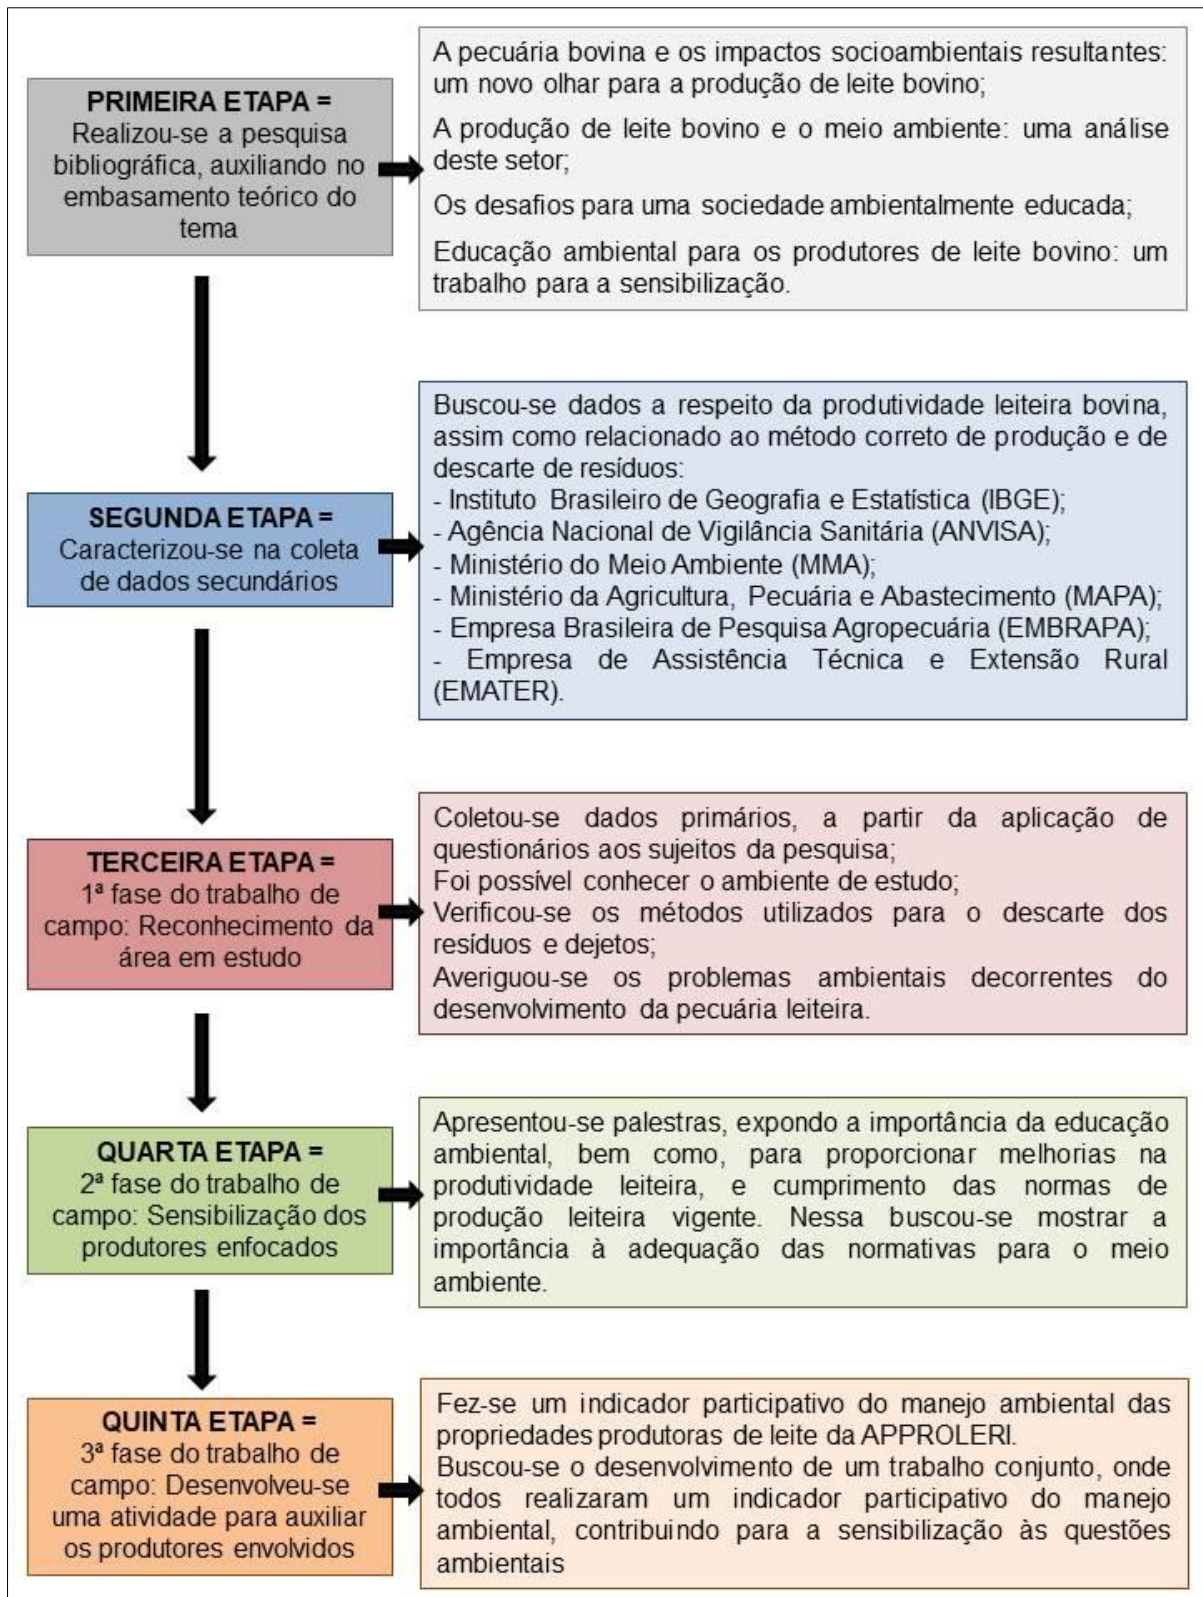 PRIMEIRA ETAPA =
Realizou-se a pesquisa
bibliográfica, auxiliando no
embasamento teórico do
tema
A pecuária bovina e os impactos socioambientais resultantes:
um novo olhar para a produção de leite bovino;
A produção de leite bovino e o meio ambiente: uma análise
deste setor;
Os desafios para uma sociedade ambientalmente educada;
Educação ambiental para os produtores de leite bovino: um
trabalho para a sensibilização.
SEGUNDA ETAPA =
Caracterizou-se na coleta
de dados secundários
Buscou-se dados a respeito da produtividade leiteira bovina,
assim como relacionado ao método correto de produção e de
descarte de resíduos:
- Instituto Brasileiro de Geografia e Estatística (IBGE);
- Agência Nacional de Vigilância Sanitária (ANVISA);
- Ministério do Meio Ambiente (MMA);
- Ministério da Agricultura, Pecuária e Abastecimento (MAPA);
- Empresa Brasileira de Pesquisa Agropecuária (EMBRAPA);
- Empresa de Assistência Técnica e Extensão Rural
(EMATER).
TERCEIRA ETAPA =
1ª fase do trabalho de
campo: Reconhecimento da
área em estudo
Coletou-se dados primários, a partir da aplicação de
questionários aos sujeitos da pesquisa;
Foi possível conhecer o ambiente de estudo;
Verificou-se os métodos utilizados para o descarte dos
resíduos e dejetos;
Averiguou-se os problemas ambientais decorrentes do
desenvolvimento da pecuária leiteira.
QUARTA ETAPA =
2ª fase do trabalho de
campo: Sensibilização dos
produtores enfocados
Apresentou-se palestras, expondo a importância da educação
ambiental, bem como, para proporcionar melhorias na
produtividade leiteira, e cumprimento das normas de
produção leiteira vigente. Nessa buscou-se mostrar a
importância à adequação das normativas para o meio
ambiente.
QUINTA ETAPA =
3ª fase do trabalho de
campo: Desenvolveu-se
uma atividade para auxiliar
os produtores envolvidos
Fez-se um indicador participativo do manejo ambiental das
propriedades produtoras de leite da APPROLERI.
Buscou-se o desenvolvimento de um trabalho conjunto, onde
todos realizaram um indicador participativo do manejo
ambiental, contribuindo para a sensibilização às questões
ambientais